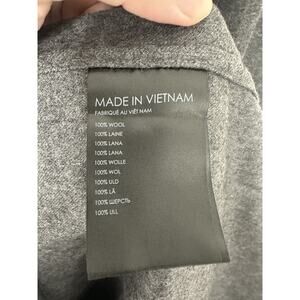 MADE IN VIETNAM
FABRIQUÉ AU VIÊT NAM
100% WOOL
100% LAINE
100% LANA
100% LANA
100% WOLLE
100% WOL
100% ULD
100% LÃ
100% ШЕРСТЬ
100% ULL